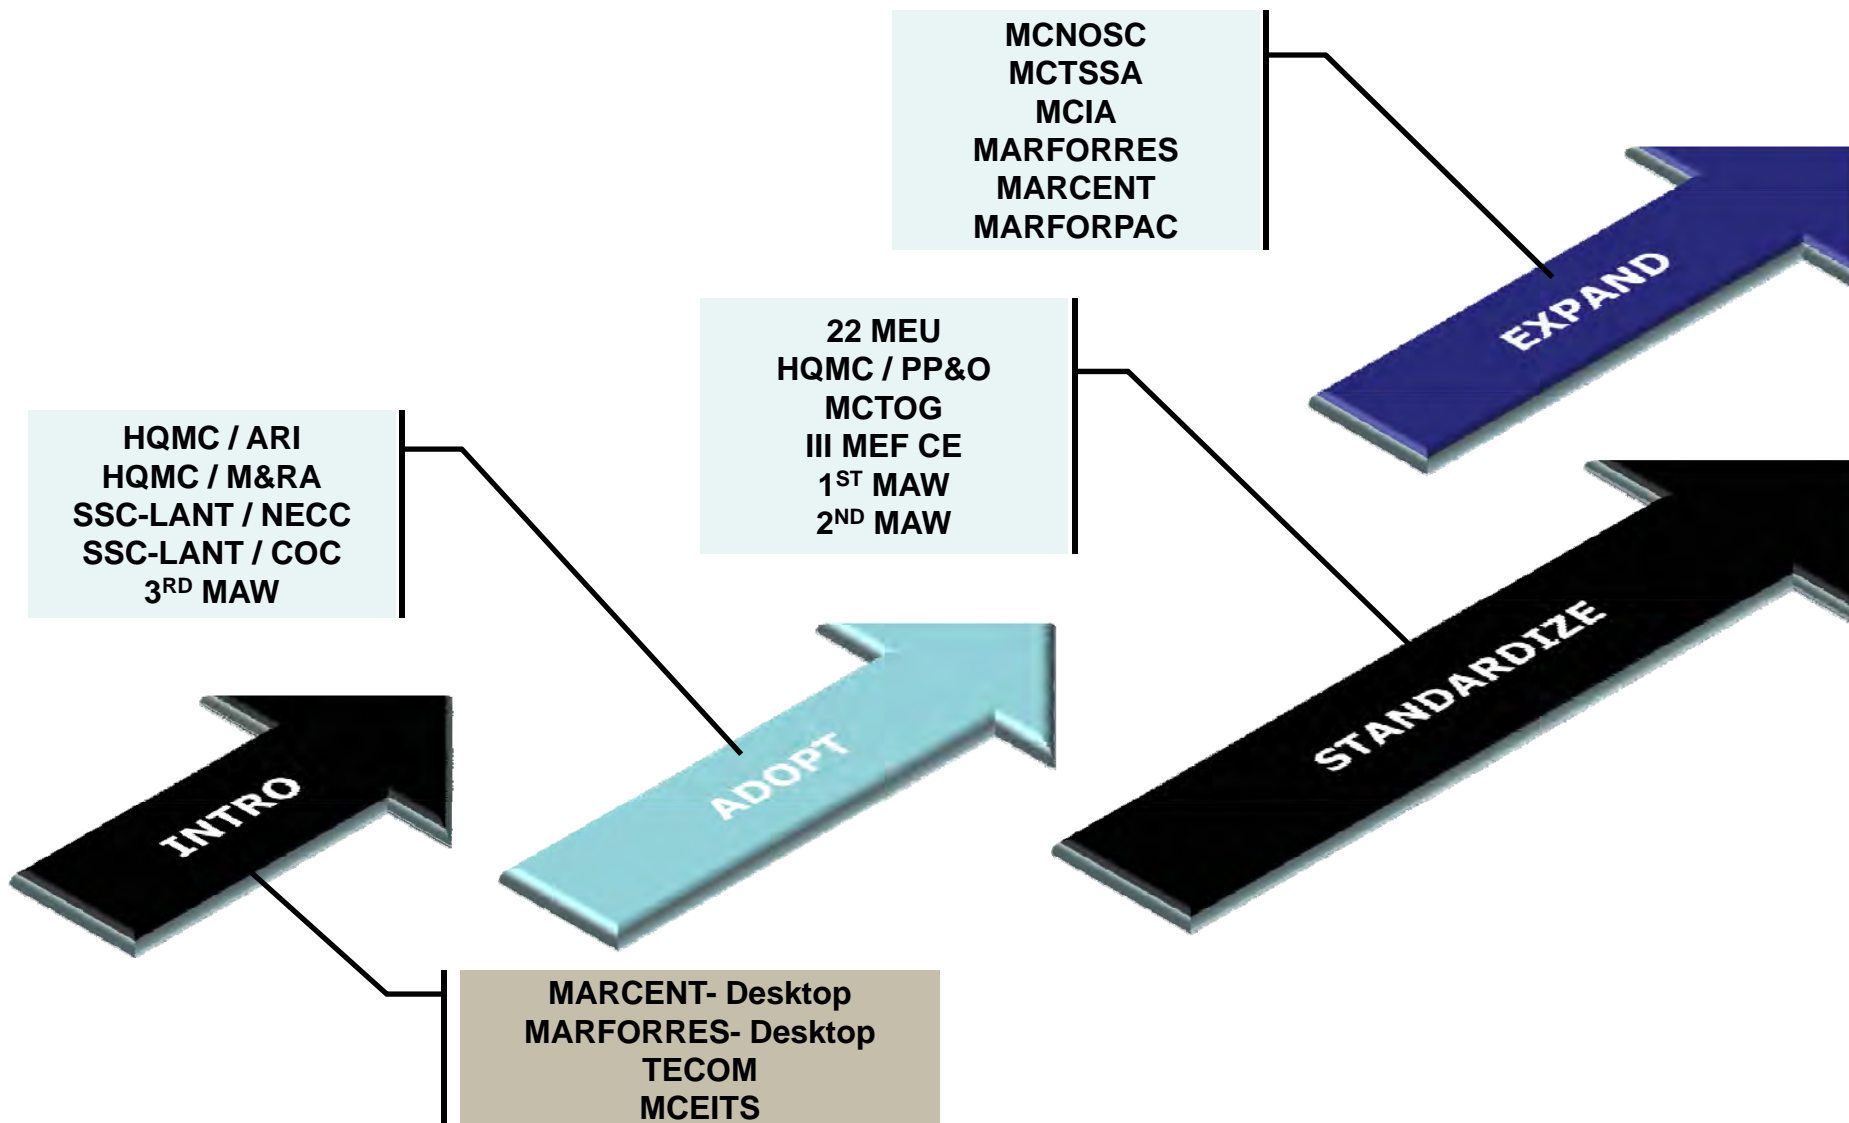 MCNOSC
MCTSSA
MCIA
MARFORRES
MARCENT
MARFORPAC
EXPAND
22 MEU
HQMC / PP&O
MCTOG
III MEF CE
1ST MAW
2ND MAW
STANDARDIZE
HQMC / ARI
HQMC / M&RA
SSC-LANT / NECC
SSC-LANT / COC
3RD MAW
ADOPT
INTRO
MARCENT- Desktop
MARFORRES- Desktop
TECOM
MCEITS